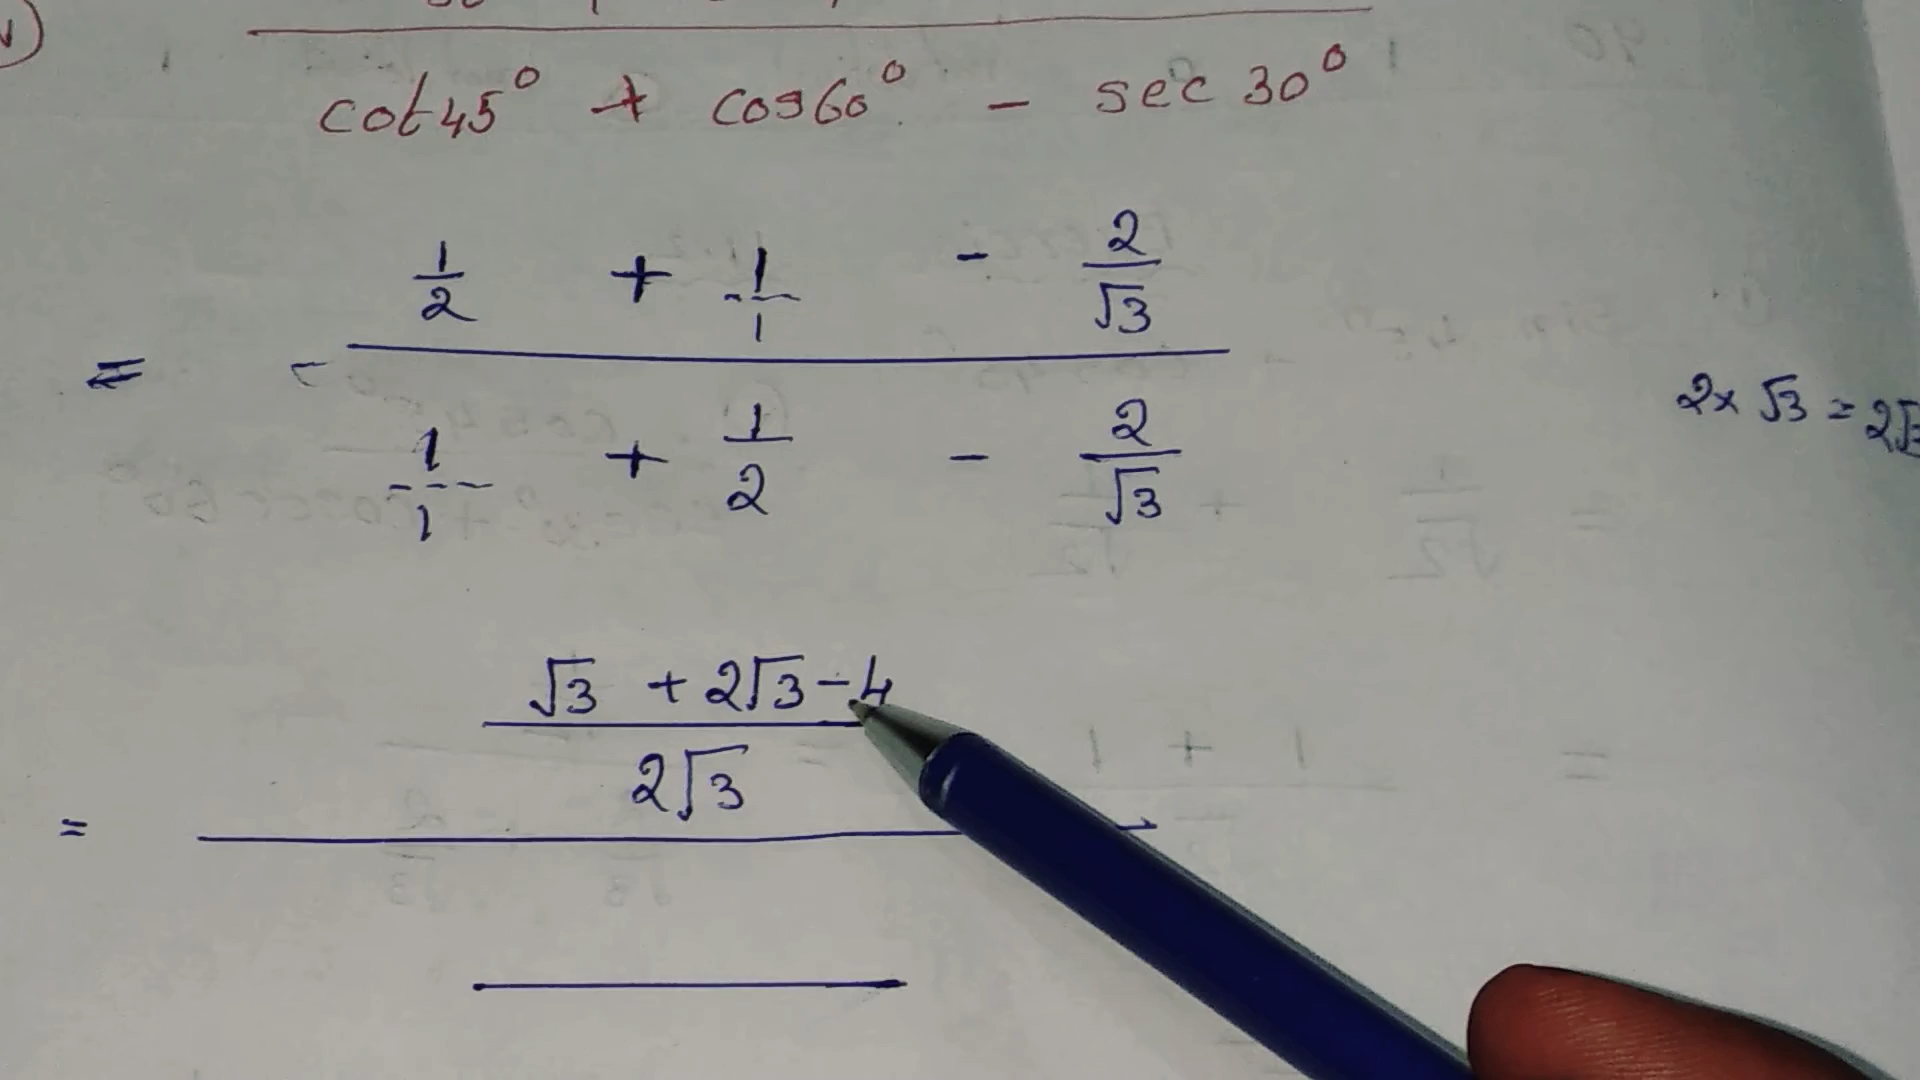 cot45° + cos60° - sec 30°
1/2 + 1/1 - 2/√3
=
1/1 + 1/2 - 2/√3
2 × √3 = 2√3
√3 + 2√3 - 4
2√3
=